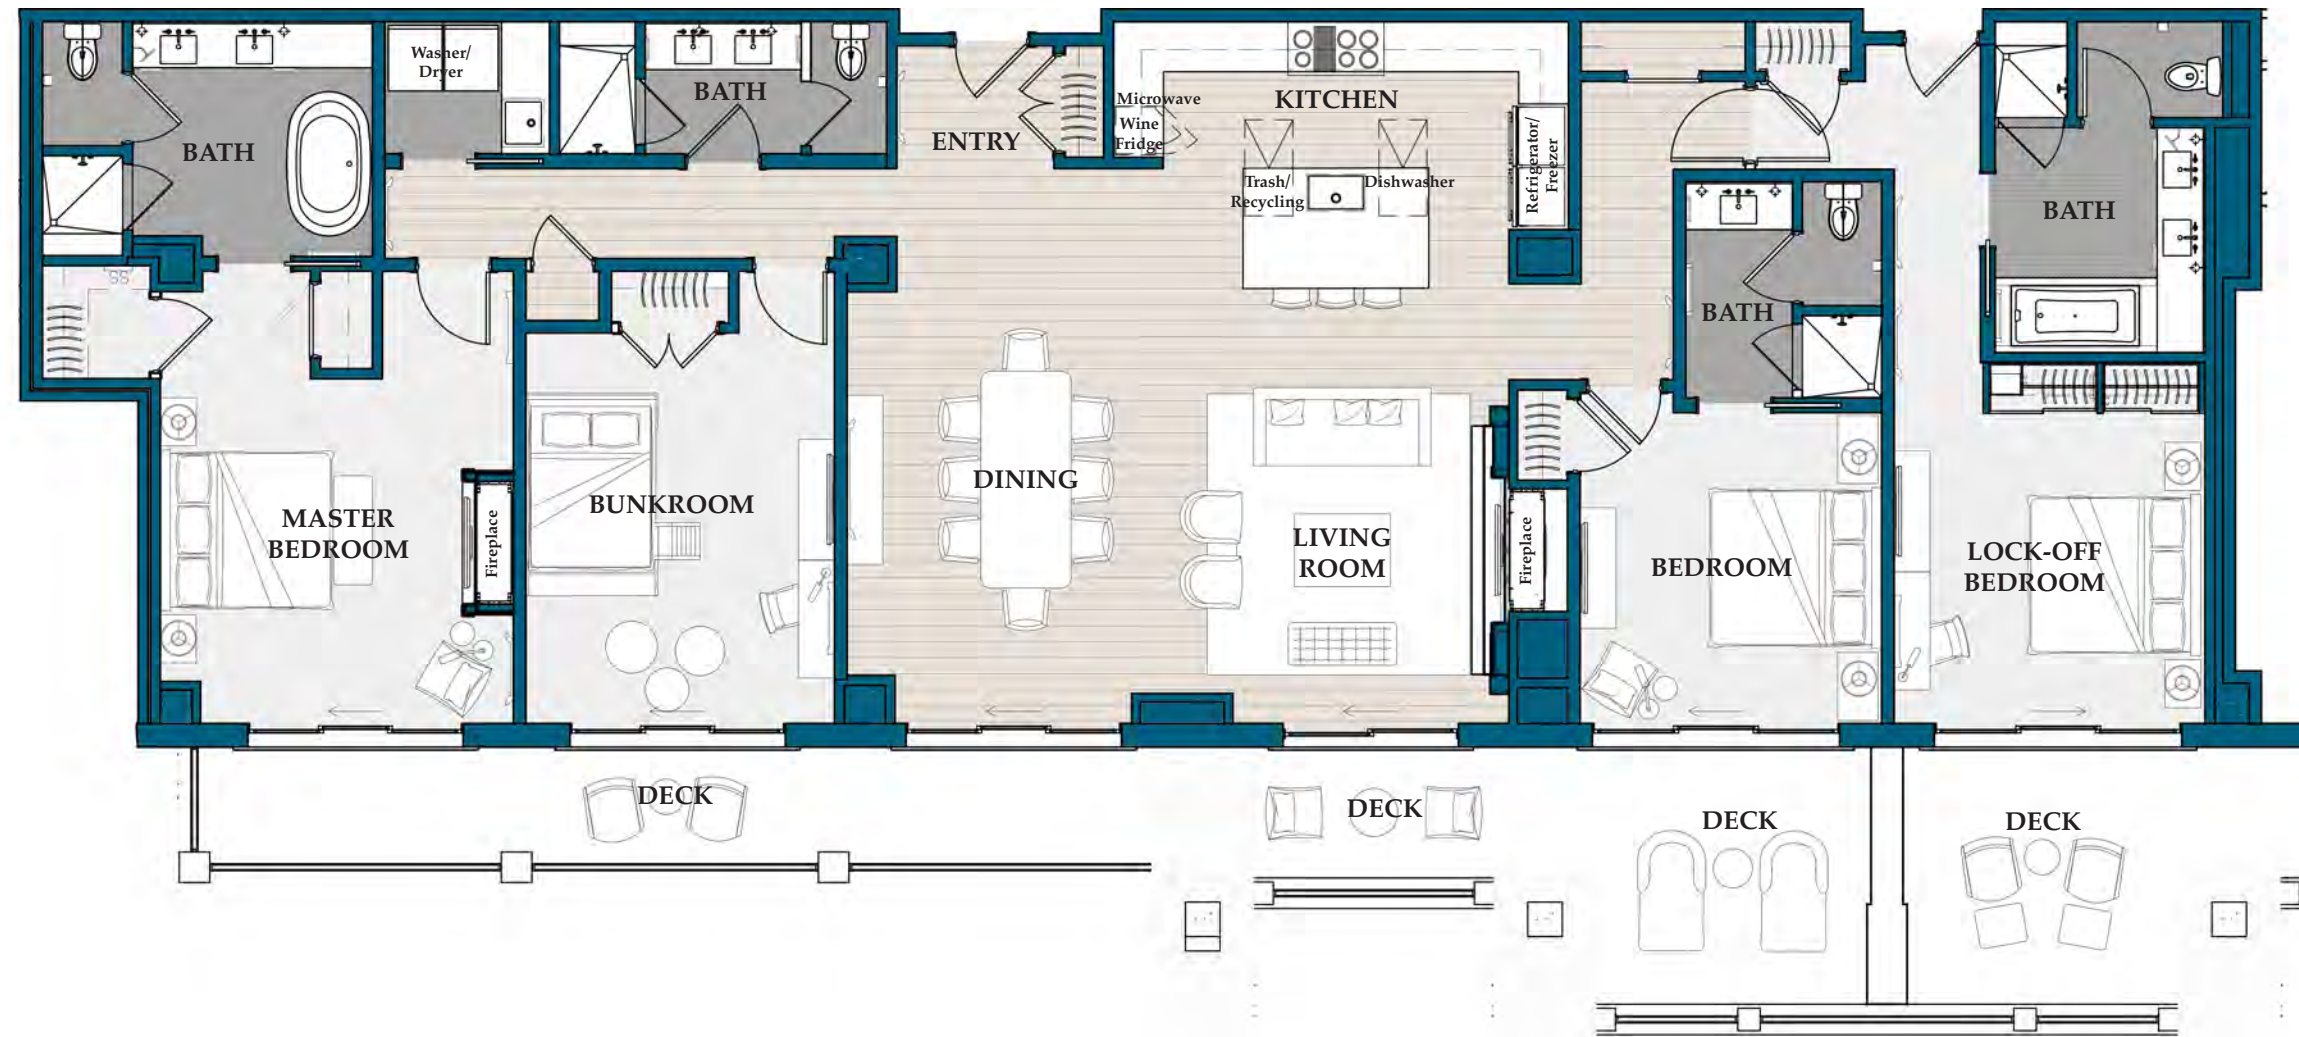 Washer/
Dryer
BATH
BATH
ENTRY
Microwave
Wine
Fridge
KITCHEN
Trash/
Recycling
Dishwasher
Refrigerator/
Freezer
BATH
BATH
MASTER
BEDROOM
Fireplace
BUNKROOM
DINING
LIVING
ROOM
Fireplace
BEDROOM
LOCK-OFF
BEDROOM
DECK
DECK
DECK
DECK